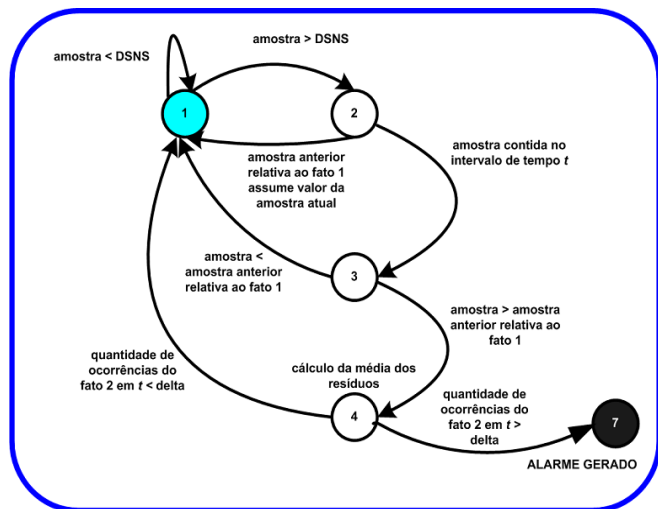 amostra > DSNS
amostra < DSNS
1
2
amostra contida no
intervalo de tempo t
amostra anterior
relativa ao fato 1
assume valor da
amostra atual
amostra <
amostra anterior
relativa ao fato 1
3
amostra > amostra
anterior relativa ao
fato 1
quantidade de
ocorrências do
fato 2 em t < delta
cálculo da média dos
resíduos
4
quantidade de
ocorrências do
fato 2 em t >
delta
7
ALARME GERADO